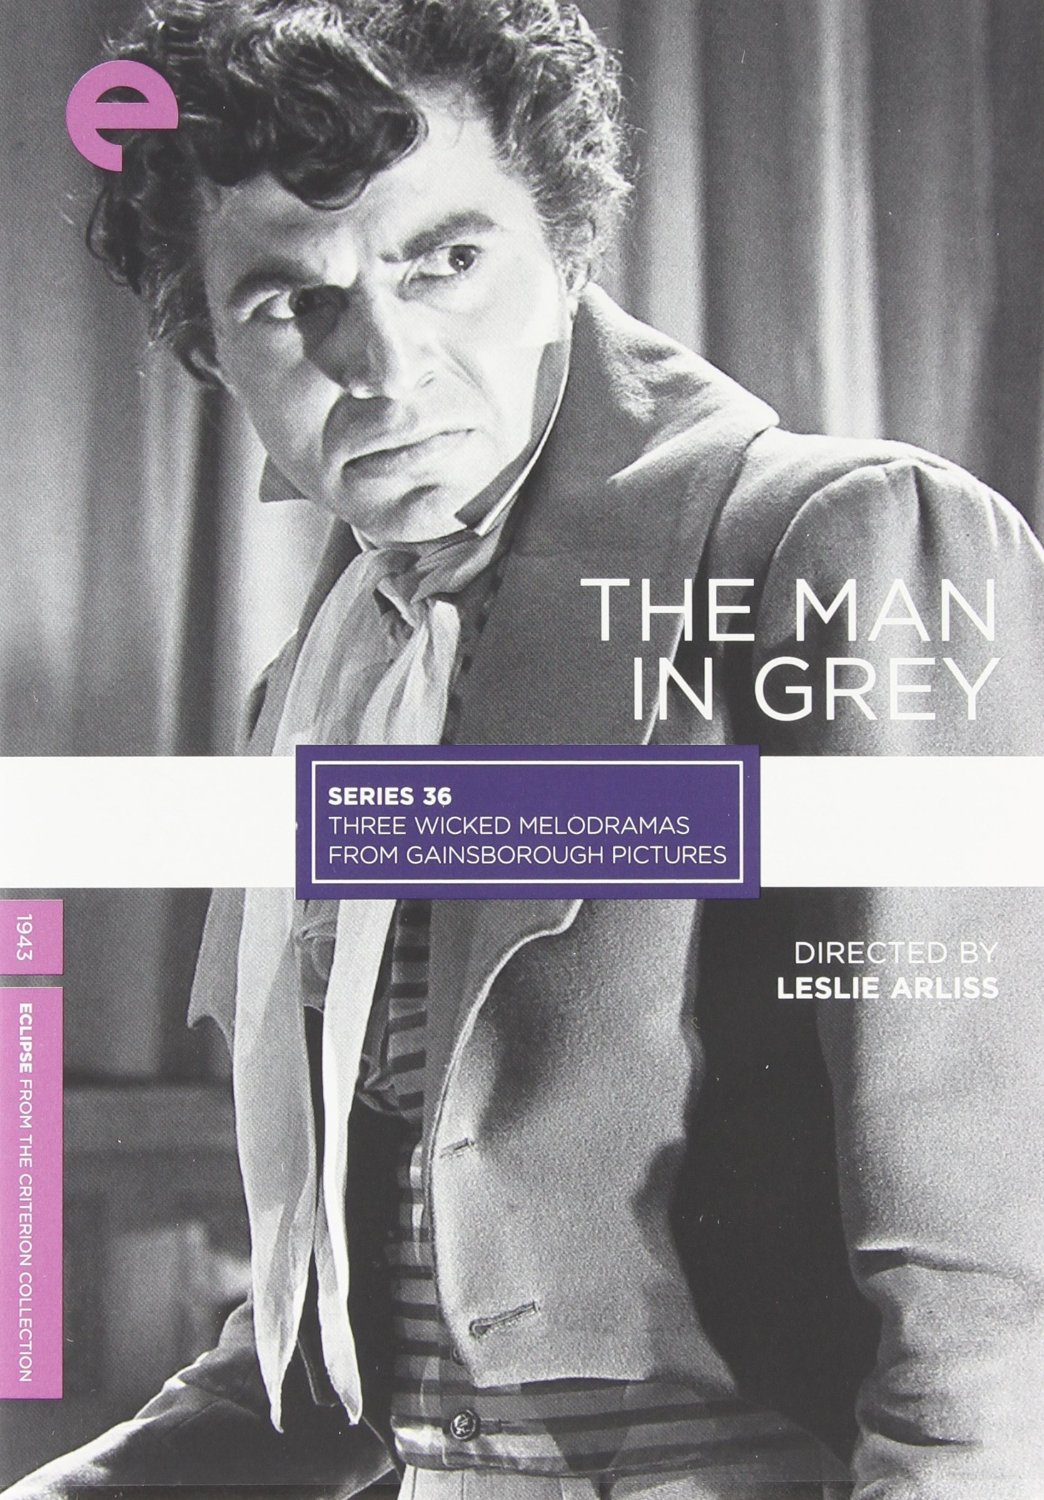 e
THE MAN
IN GREY
SERIES 36
THREE WICKED MELODRAMAS
FROM GAINSBOROUGH PICTURES
1943
DIRECTED BY
LESLIE ARLISS
ECLIPSE FROM THE CRITERION COLLECTION